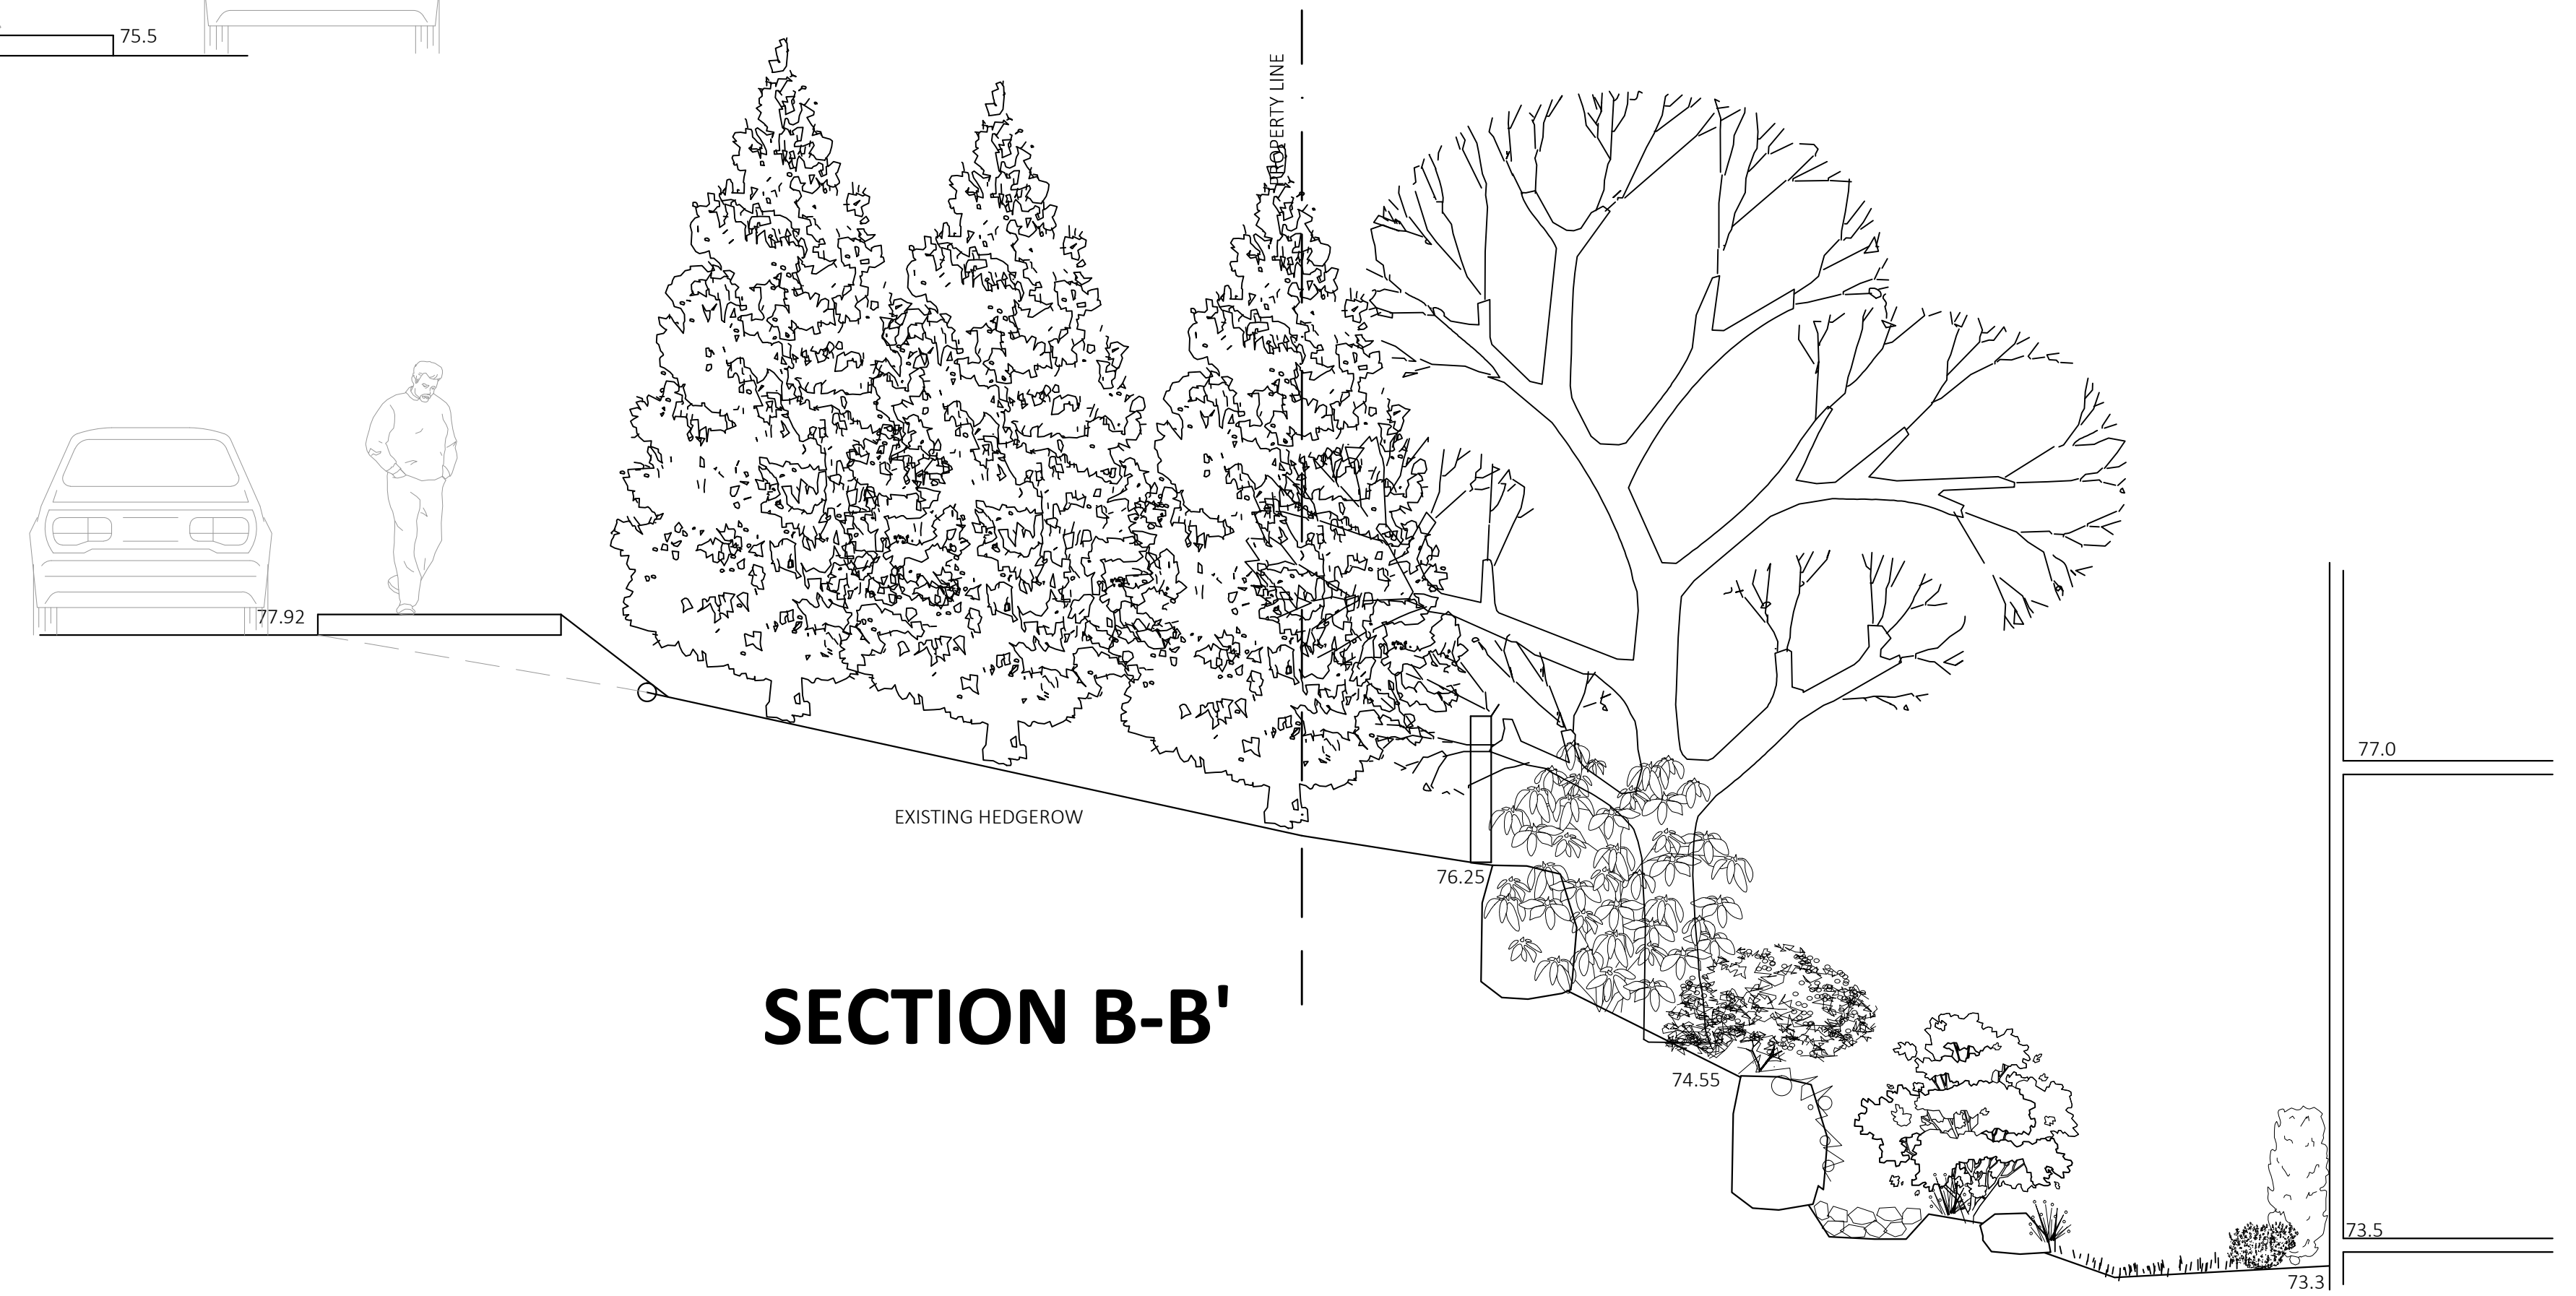 75.5
PROPERTY LINE
77.92
77.0
EXISTING HEDGEROW
76.25
SECTION B-B'
74.55
73.5
73.3